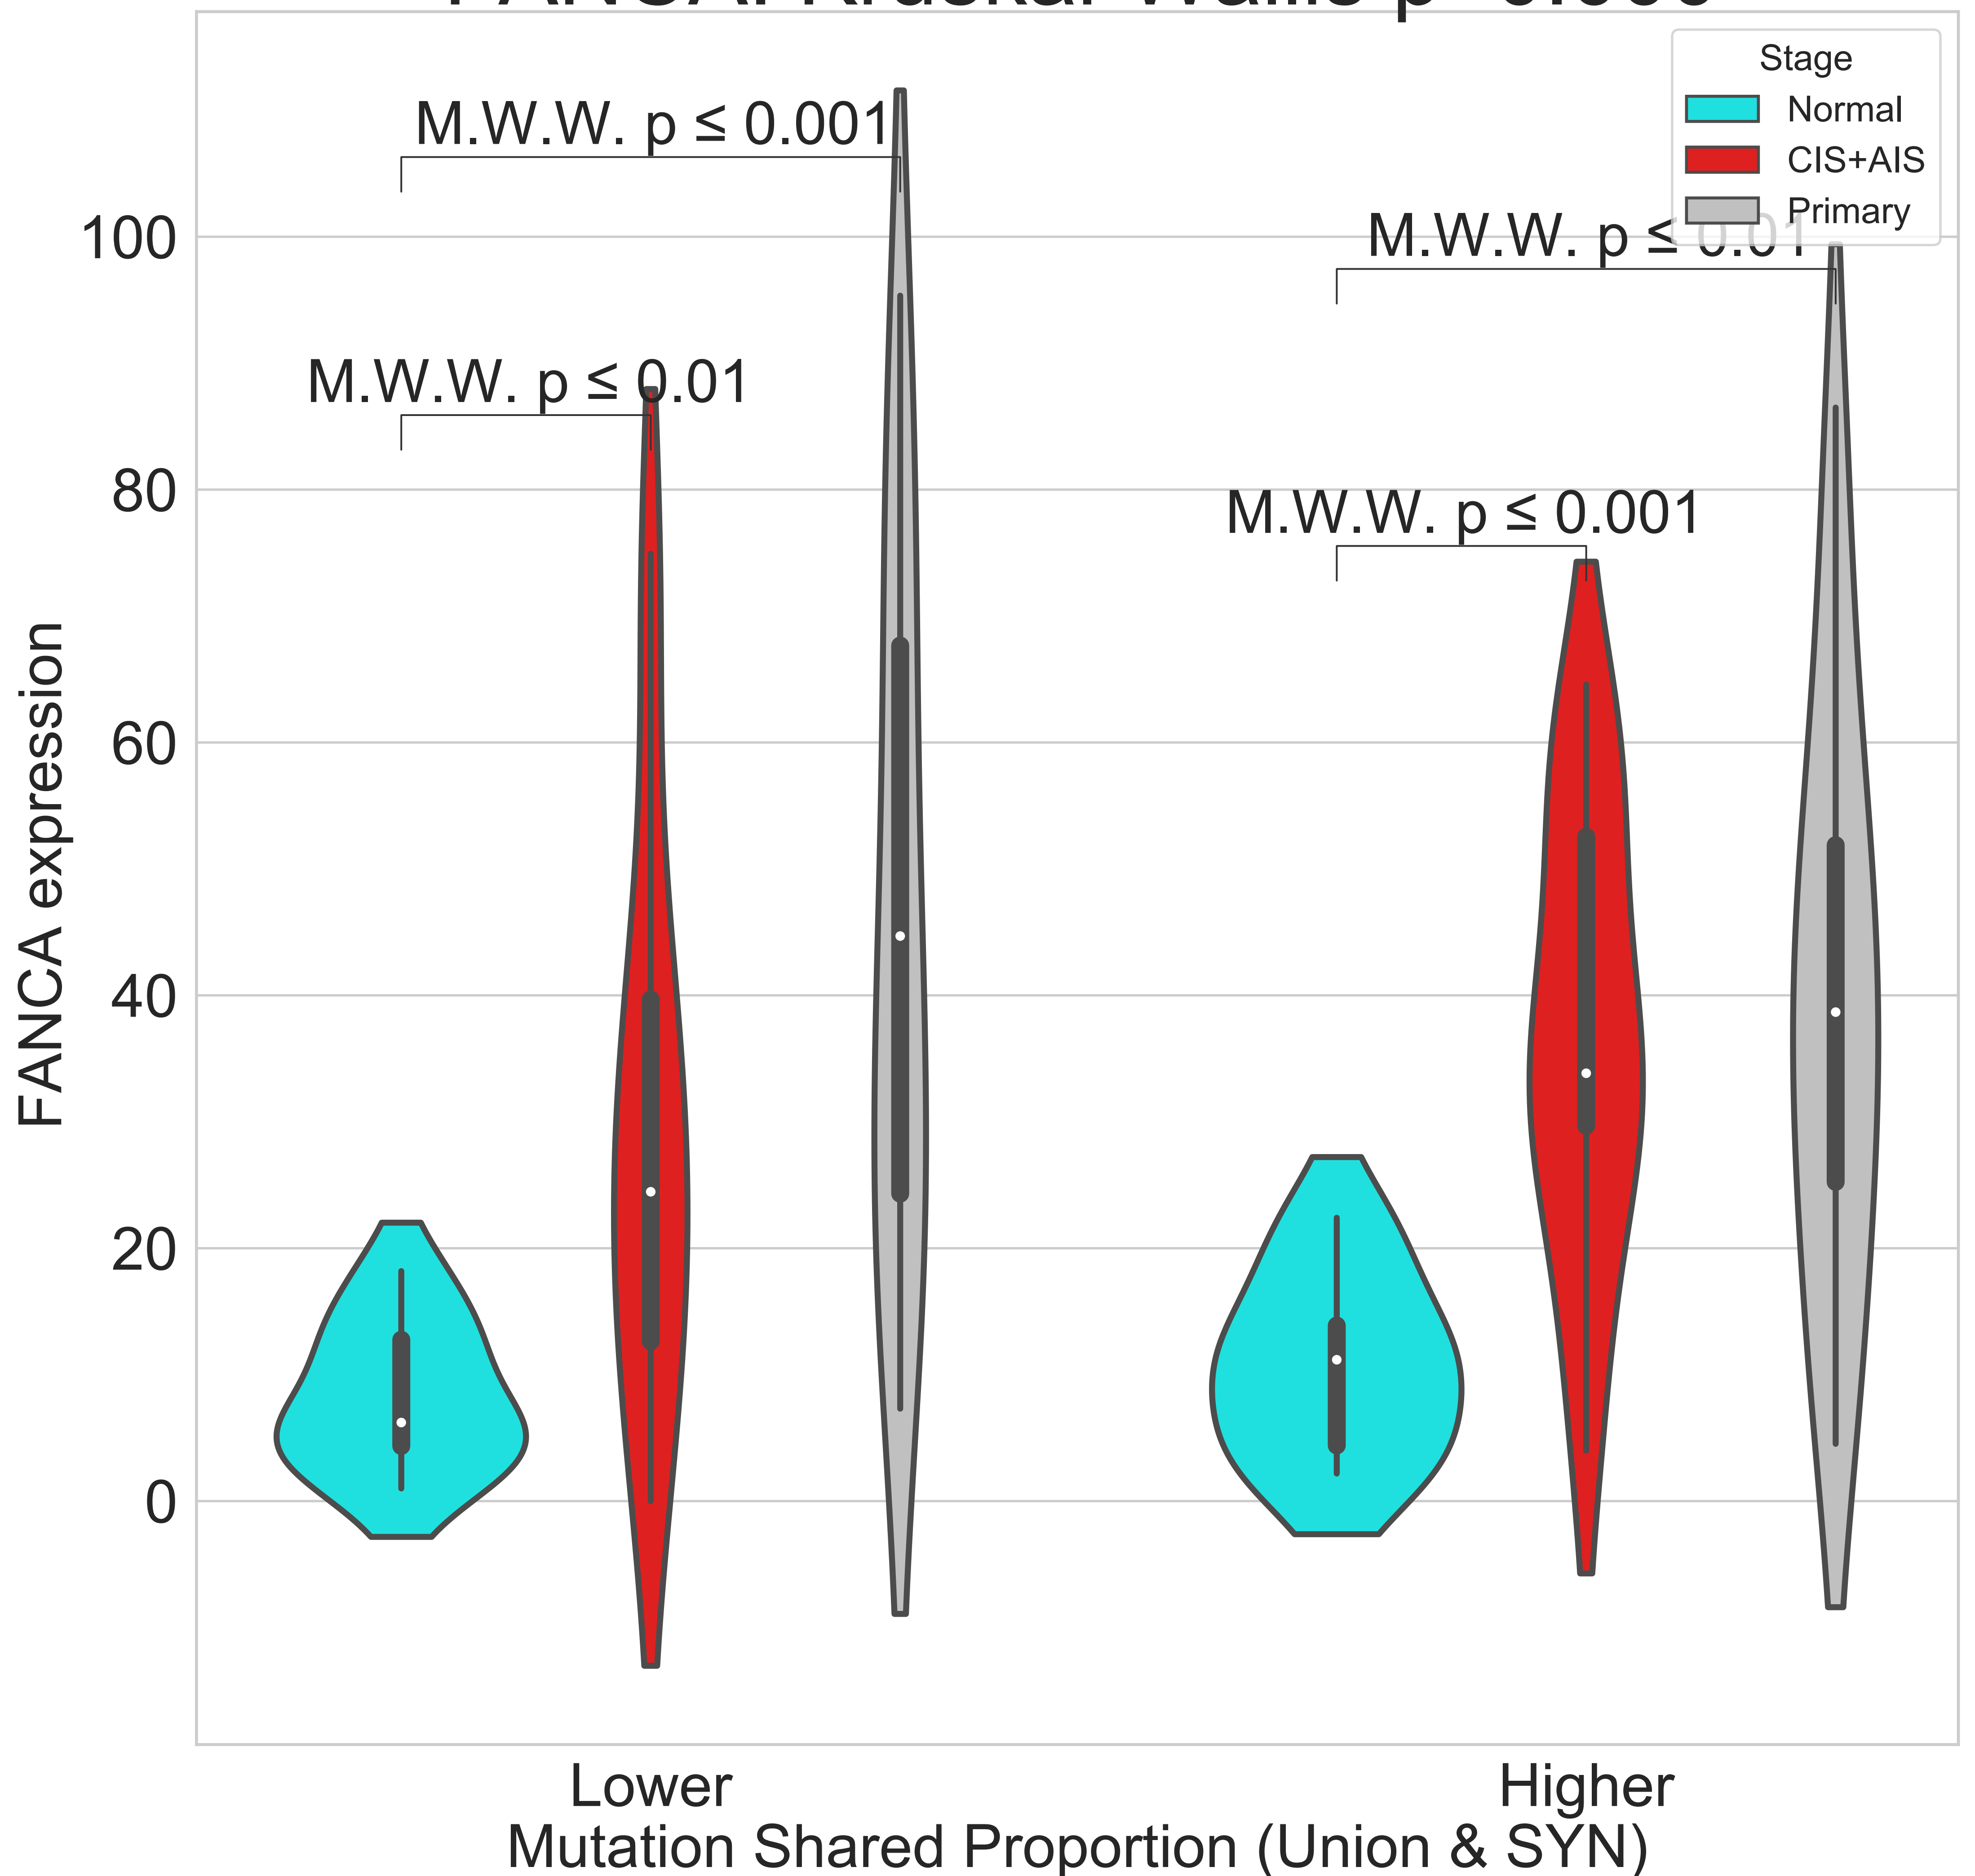 Stage
Normal
CIS+AIS
Primary
M.W.W. p ≤ 0.001
M.W.W. p ≤ 0.01
M.W.W. p ≤ 0.01
M.W.W. p ≤ 0.001
100
80
60
40
20
0
FANCA expression
Lower
Higher
Mutation Shared Proportion (Union & SYN)